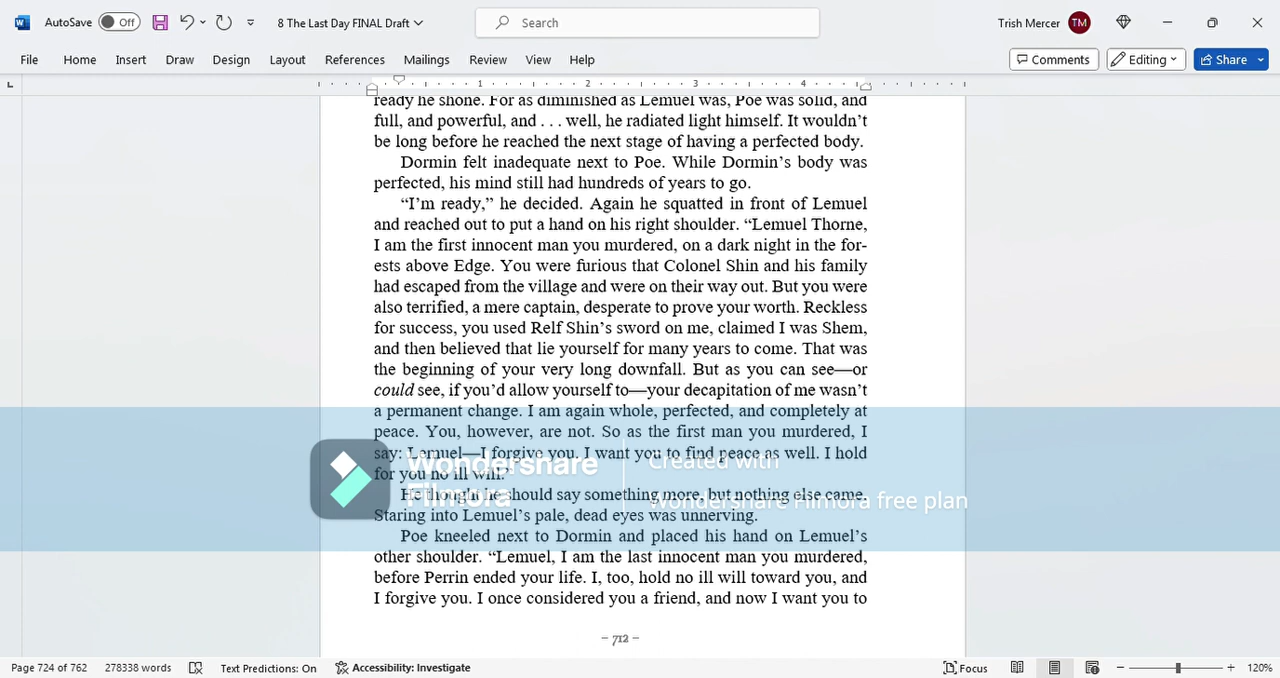 AutoSave Off 8 The Last Day FINAL Draft Search Trish Mercer TM
File Home Insert Draw Design Layout References Mailings Review View Help Comments Editing Share
1 2 3 4
ready he shone. For as diminished as Lemuel was, Poe was solid, and
full, and powerful, and . . . well, he radiated light himself. It wouldn’t
be long before he reached the next stage of having a perfected body.
Dormin felt inadequate next to Poe. While Dormin’s body was
perfected, his mind still had hundreds of years to go.
“I’m ready,” he decided. Again he squatted in front of Lemuel
and reached out to put a hand on his right shoulder. “Lemuel Thorne,
I am the first innocent man you murdered, on a dark night in the for-
ests above Edge. You were furious that Colonel Shin and his family
had escaped from the village and were on their way out. But you were
also terrified, a mere captain, desperate to prove your worth. Reckless
for success, you used Relf Shin’s sword on me, claimed I was Shem,
and then believed that lie yourself for many years to come. That was
the beginning of your very long downfall. But as you can see—or
could see, if you’d allow yourself to—your decapitation of me wasn’t
a permanent change. I am again whole, perfected, and completely at
peace. You, however, are not. So as the first man you murdered, I
say: Lemuel—I forgive you. I want you to find peace as well. I hold
for you no ill will.”
Wondershare
Filmora
Created with
Wondershare Filmora free plan
He thought he should say something more, but nothing else came.
Staring into Lemuel’s pale, dead eyes was unnerving.
Poe kneeled next to Dormin and placed his hand on Lemuel’s
other shoulder. “Lemuel, I am the last innocent man you murdered,
before Perrin ended your life. I, too, hold no ill will toward you, and
I forgive you. I once considered you a friend, and now I want you to
– 712 –
Page 724 of 762 278338 words Text Predictions: On Accessibility: Investigate Focus 120%